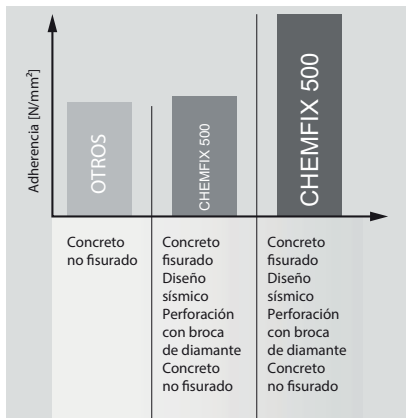 Adherencia [N/mm²]
OTROS
CHEMFIX 500
CHEMFIX 500
Concreto
no fisurado
Concreto
fisurado
Diseño
sísmico
Perforación
con broca
de diamante
Concreto
no fisurado
Concreto
fisurado
Diseño
sísmico
Perforación
con broca
de diamante
Concreto
no fisurado